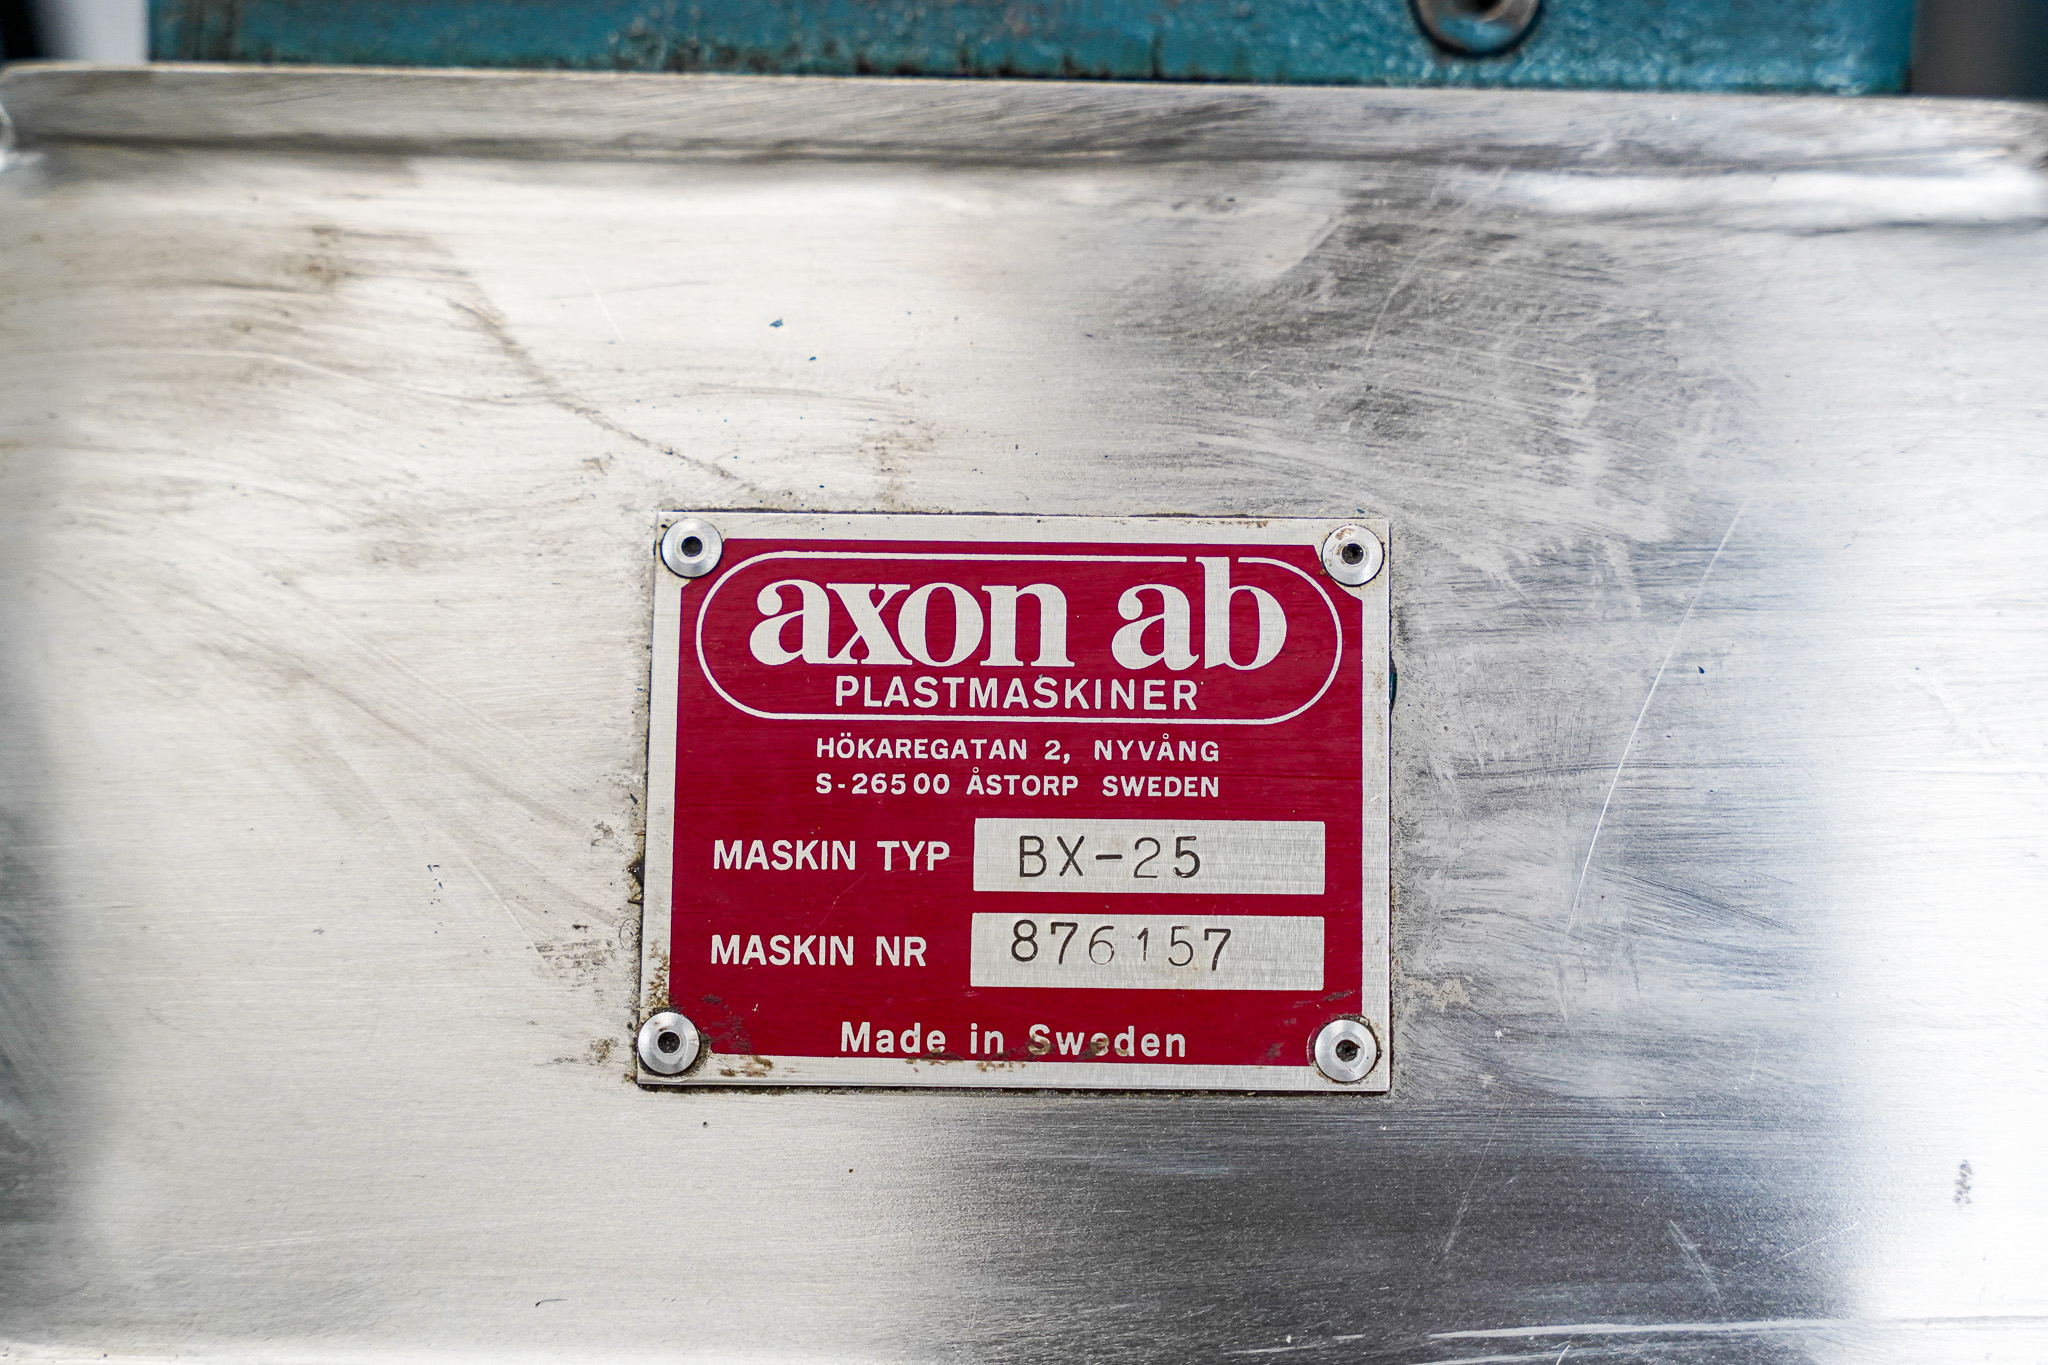 axon ab
PLASTMASKINER
HÖKAREGATAN 2, NYVÅNG
S-26500 ÅSTORP SWEDEN
MASKIN TYP BX-25
MASKIN NR 876157
Made in Sweden